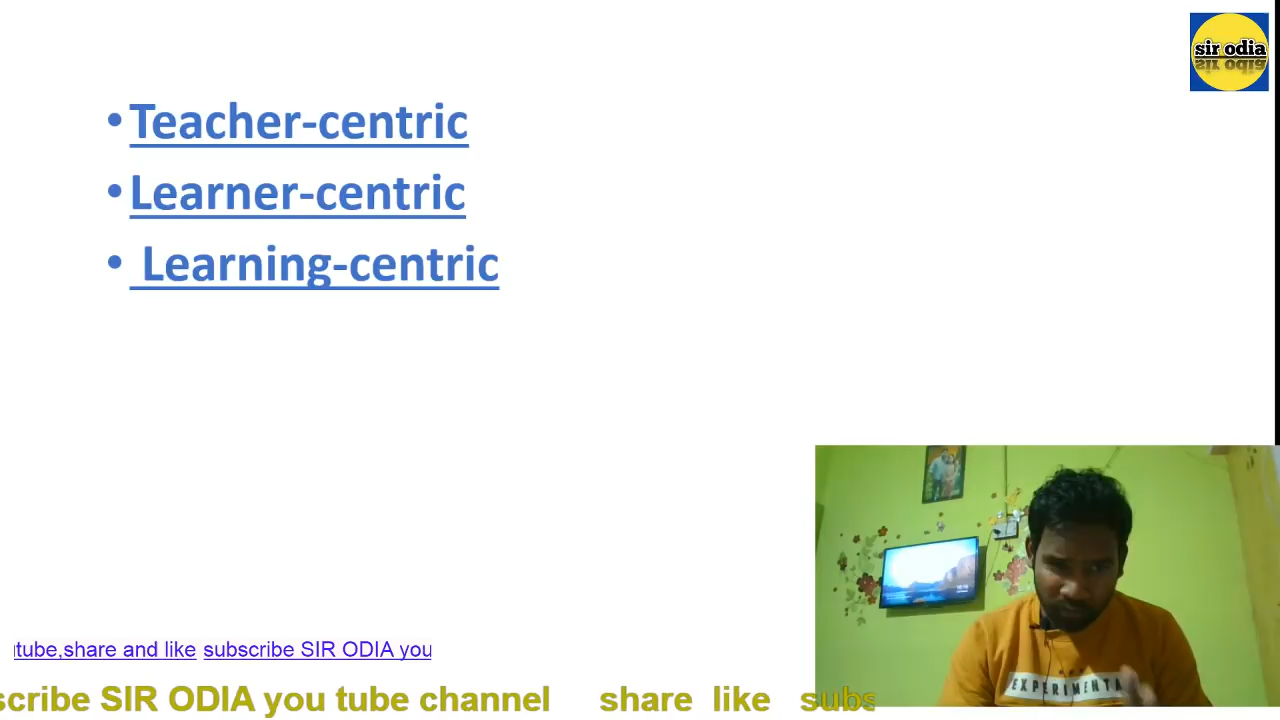 sir odia
• Teacher-centric
• Learner-centric
• Learning-centric
tube,share and like subscribe SIR ODIA you
scribe SIR ODIA you tube channel share like subs
EXPERIMENTA